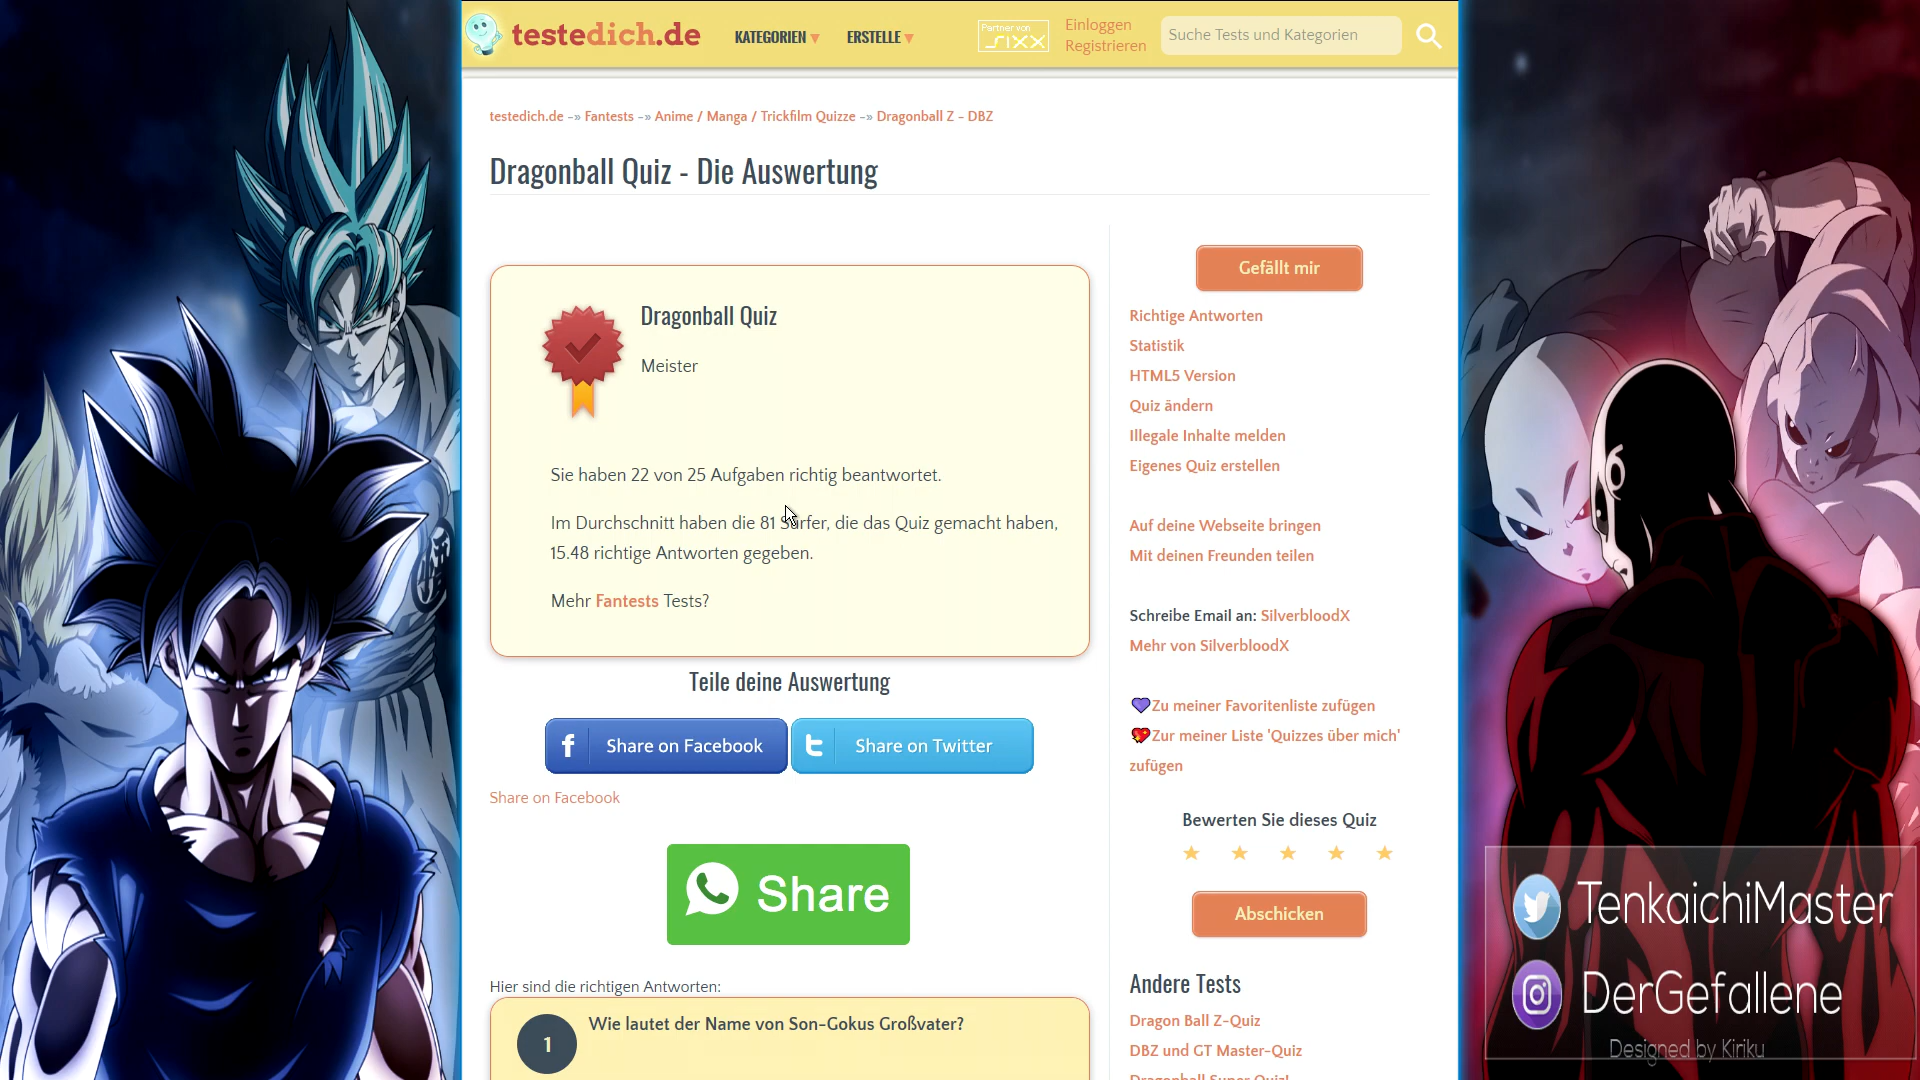 testedich.de
KATEGORIEN ▼
ERSTELLE ▼
Partner von
SIXX
Einloggen
Registrieren
Suche Tests und Kategorien
testedich.de -» Fantests -» Anime / Manga / Trickfilm Quizze -» Dragonball Z - DBZ
Dragonball Quiz - Die Auswertung
Dragonball Quiz
Meister
Sie haben 22 von 25 Aufgaben richtig beantwortet.
Im Durchschnitt haben die 81 Surfer, die das Quiz gemacht haben,
15.48 richtige Antworten gegeben.
Mehr Fantests Tests?
Teile deine Auswertung
Share on Facebook
Share on Twitter
Share on Facebook
Share
Hier sind die richtigen Antworten:
1
Wie lautet der Name von Son-Gokus Großvater?
Gefällt mir
Richtige Antworten
Statistik
HTML5 Version
Quiz ändern
Illegale Inhalte melden
Eigenes Quiz erstellen
Auf deine Webseite bringen
Mit deinen Freunden teilen
Schreibe Email an: SilverbloodX
Mehr von SilverbloodX
Zu meiner Favoritenliste zufügen
Zur meiner Liste 'Quizzes über mich'
zufügen
Bewerten Sie dieses Quiz
Abschicken
Andere Tests
Dragon Ball Z-Quiz
DBZ und GT Master-Quiz
Dragonball Super Quiz!
TenkaichiMaster
DerGefallene
Designed by Kiriku